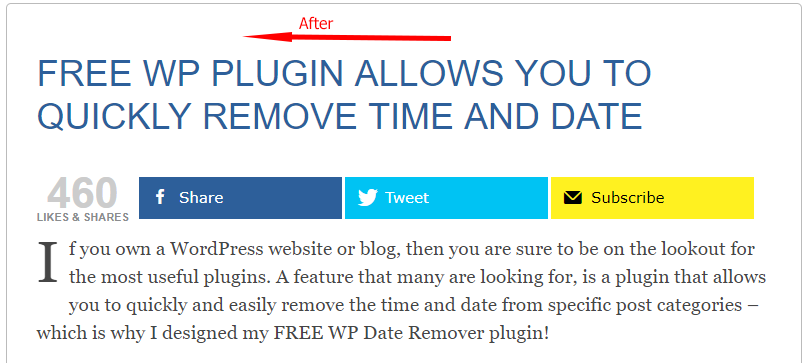 After
FREE WP PLUGIN ALLOWS YOU TO
QUICKLY REMOVE TIME AND DATE
460
LIKES & SHARES
Share
Tweet
Subscribe
If you own a WordPress website or blog, then you are sure to be on the lookout for
the most useful plugins. A feature that many are looking for, is a plugin that allows
you to quickly and easily remove the time and date from specific post categories –
which is why I designed my FREE WP Date Remover plugin!